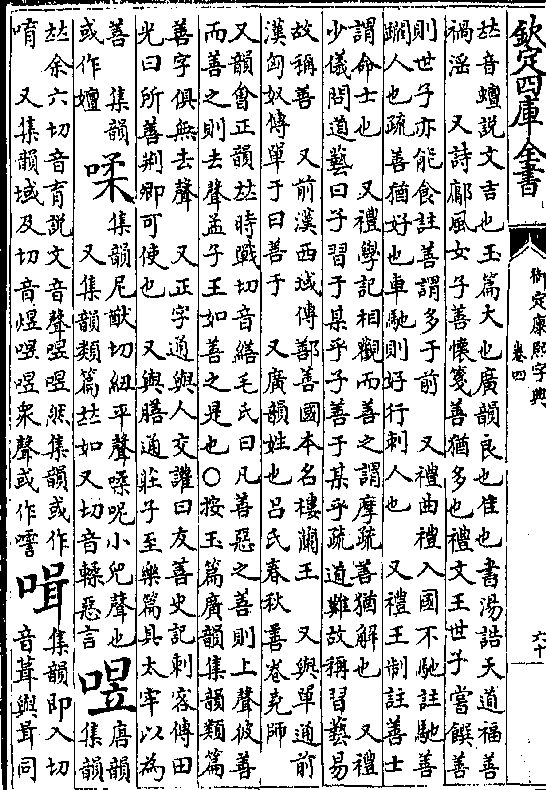 欽定四庫全書
御定康熙字典
卷四
六十
𠀤音蟺說文吉也玉篇大也廣韻良也佳也書湯誥天道福善
禍淫　又詩鄘風女子善懷箋善猶多也禮文王世子嘗饌善
則世子亦能食註善謂多于前　又禮曲禮入國不馳註馳善
躙人也疏善猶好也車馳則好行刺人也　又禮王制註善士
謂命士也　又禮學記相觀而善之謂摩疏善猶解也　又禮
少儀問道藝曰子習于某乎子善于某乎疏道難故稱習藝易
故稱善　又前漢西域傳鄯善國本名樓蘭王　又與單通前
漢匈奴傳單于曰善于　又廣韻姓也呂氏春秋善卷堯師
又韻會正韻𠀤時戰切音繕毛氏曰凡善惡之善則上聲彼善
而善之則去聲孟子王如善之是也○按玉篇廣韻集韻類篇
善字俱無去聲　又正字通與人交讙曰友善史記刺客傳田
光曰所善荆卿可使也　又與膳通莊子至樂篇具太牢以為
善　集韻
或作嬗
㖻
集韻尼猷切紐平聲㖻呢小兒聲也
又集韻類篇𠀤如又切音輮惡言
喅
唐韻
集韻
𠀤余六切音育說文音聲喅喅然集韻或作
唷　又集韻域及切音煜喅喅衆聲或作
集韻即入切
音葺與咠同